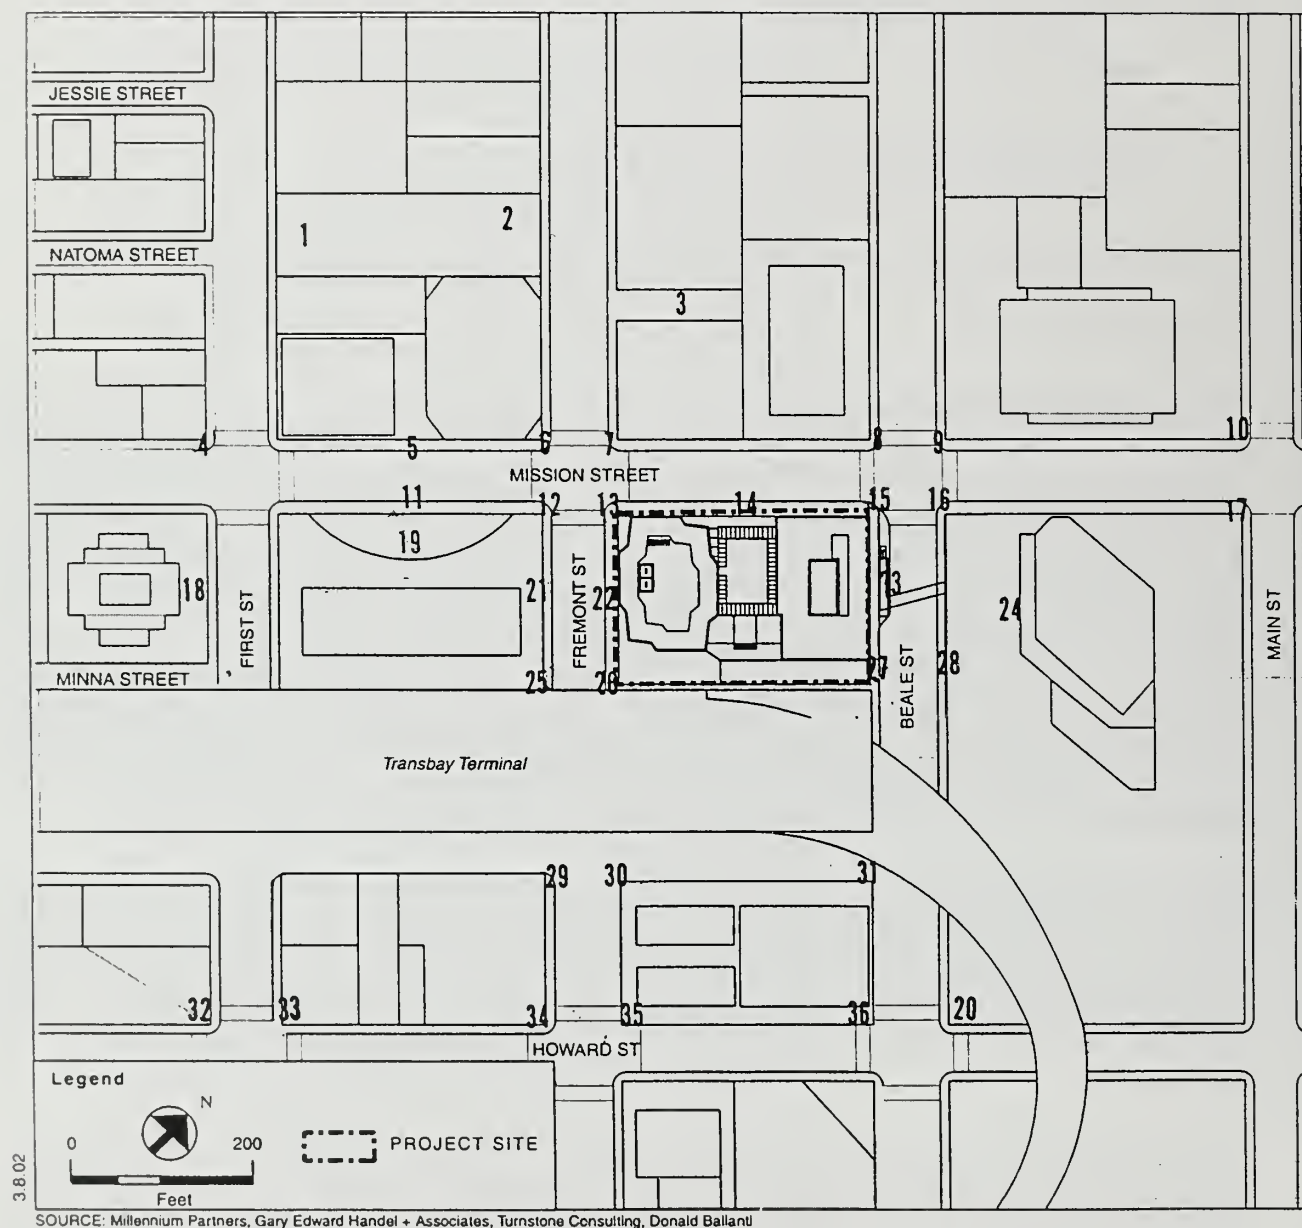 JESSIE STREET
1
2
NATOMA STREET
3
4
5
6
7
8
9
10
MISSION STREET
11
12
13
14
15
16
17
19
18
21
22
24
FIRST ST
FREMONT ST
BEALE ST
MAIN ST
MINNA STREET
25
26
27
28
Transbay Terminal
29
30
31
32
33
34
35
36
20
HOWARD ST
Legend
N
0
200
Feet
PROJECT SITE
3.8.02
SOURCE: Millennium Partners, Gary Edward Handel + Associates, Turnstone Consulting, Donald Ballanti